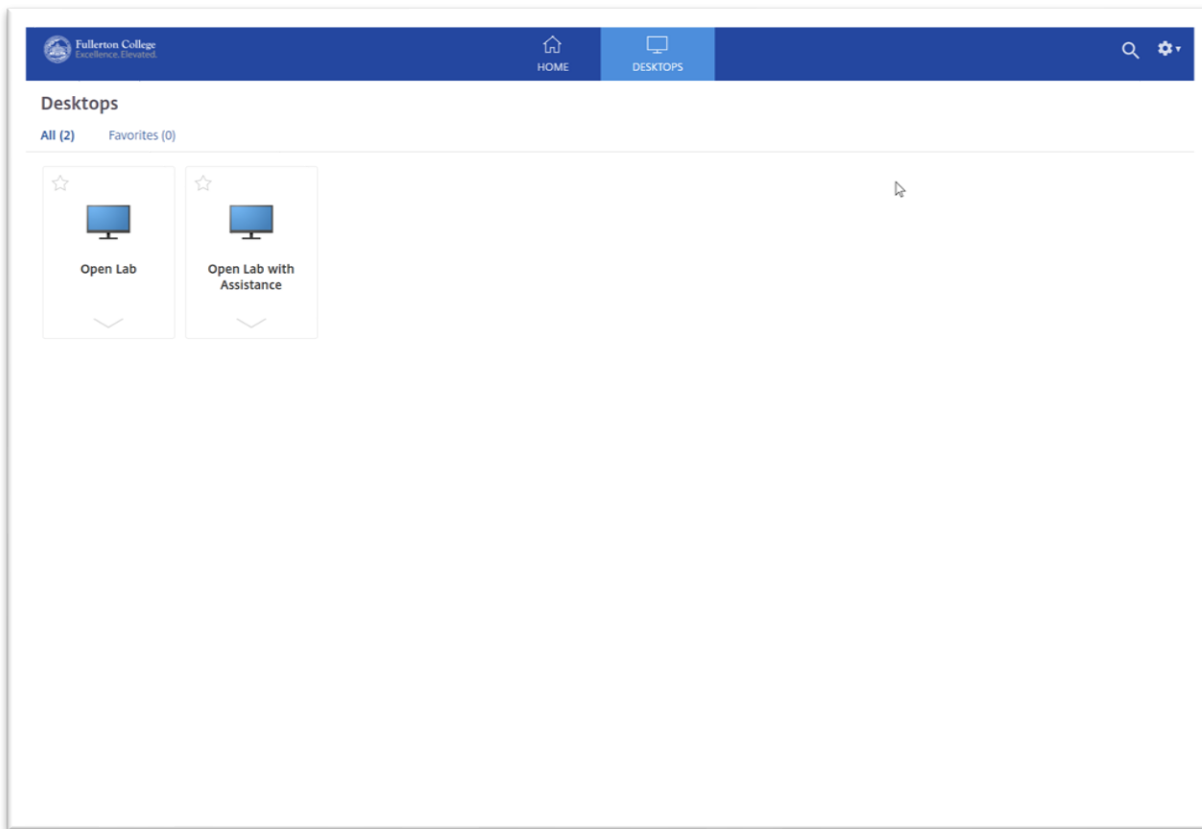 Fullerton College
Excellence. Elevated.
HOME
DESKTOPS
Desktops
All (2)
Favorites (0)
Open Lab
Open Lab with
Assistance